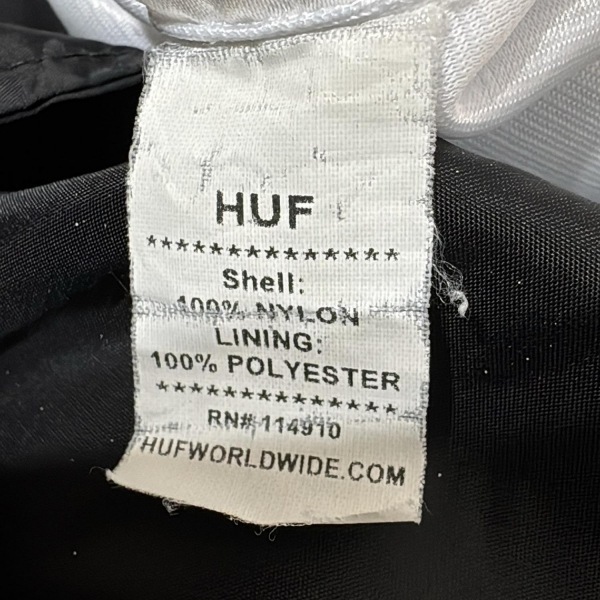 HUF
**************
Shell:
100% NYLON
LINING:
100% POLYESTER
**************
RN# 114910
HUFWORLDWIDE.COM